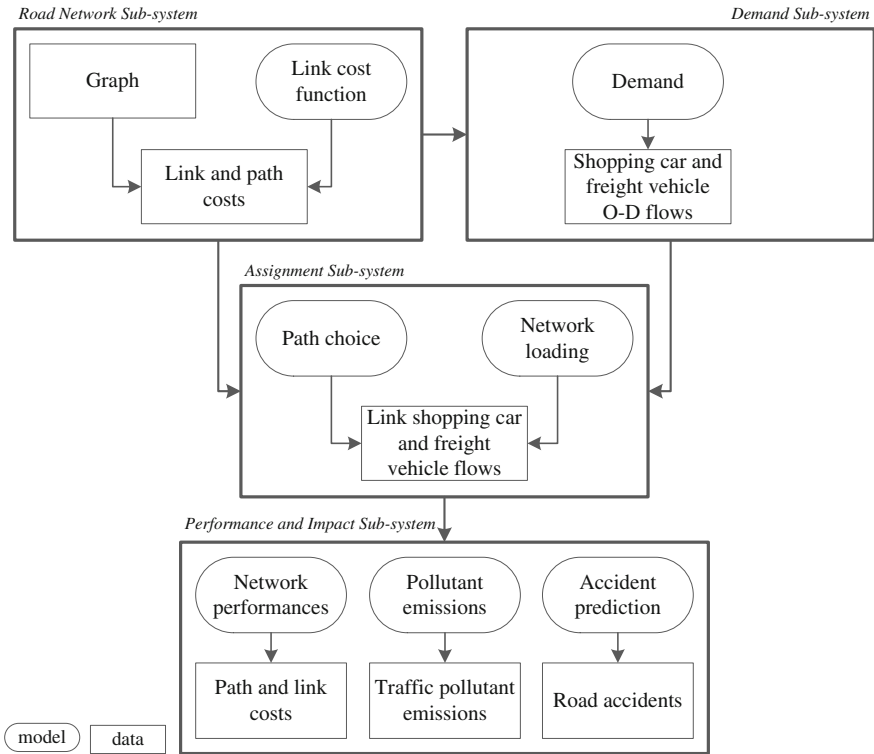 Road Network Sub-system
Demand Sub-system
Graph
Link cost
function
Link and path
costs
Demand
Shopping car and
freight vehicle
O-D flows
Assignment Sub-system
Path choice
Network
loading
Link shopping car
and freight
vehicle flows
Performance and Impact Sub-system
Network
performances
Pollutant
emissions
Accident
prediction
Path and link
costs
Traffic pollutant
emissions
Road accidents
model
data